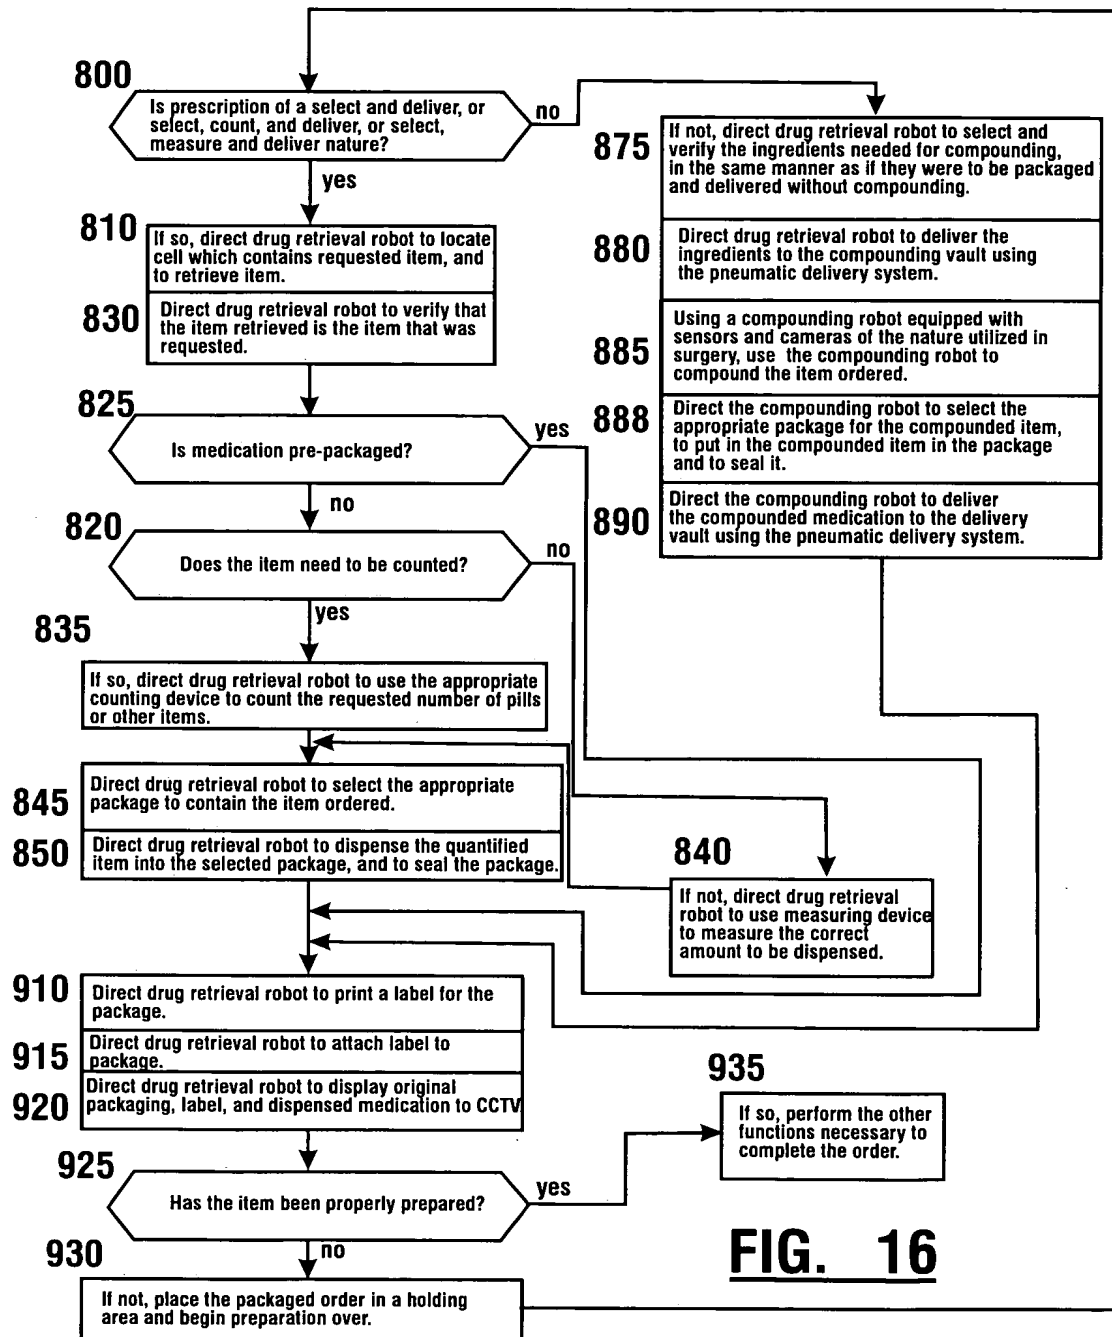 800
Is prescription of a select and deliver, or
select, count, and deliver, or select,
measure and deliver nature?
no
yes
875
If not, direct drug retrieval robot to select and
verify the ingredients needed for compounding,
in the same manner as if they were to be packaged
and delivered without compounding.
810
If so, direct drug retrieval robot to locate
cell which contains requested item, and
to retrieve item.
880
Direct drug retrieval robot to deliver the
ingredients to the compounding vault using
the pneumatic delivery system.
830
Direct drug retrieval robot to verify that
the item retrieved is the item that was
requested.
885
Using a compounding robot equipped with
sensors and cameras of the nature utilized in
surgery, use the compounding robot to
compound the item ordered.
825
Is medication pre-packaged?
yes
no
888
Direct the compounding robot to select the
appropriate package for the compounded item,
to put in the compounded item in the package
and to seal it.
890
Direct the compounding robot to deliver
the compounded medication to the delivery
vault using the pneumatic delivery system.
820
Does the item need to be counted?
no
yes
835
If so, direct drug retrieval robot to use the appropriate
counting device to count the requested number of pills
or other items.
845
Direct drug retrieval robot to select the appropriate
package to contain the item ordered.
850
Direct drug retrieval robot to dispense the quantified
item into the selected package, and to seal the package.
840
If not, direct drug retrieval
robot to use measuring device
to measure the correct
amount to be dispensed.
910
Direct drug retrieval robot to print a label for the
package.
915
Direct drug retrieval robot to attach label to
package.
920
Direct drug retrieval robot to display original
packaging, label, and dispensed medication to CCTV.
935
If so, perform the other
functions necessary to
complete the order.
925
Has the item been properly prepared?
yes
no
930
If not, place the packaged order in a holding
area and begin preparation over.
FIG. 16